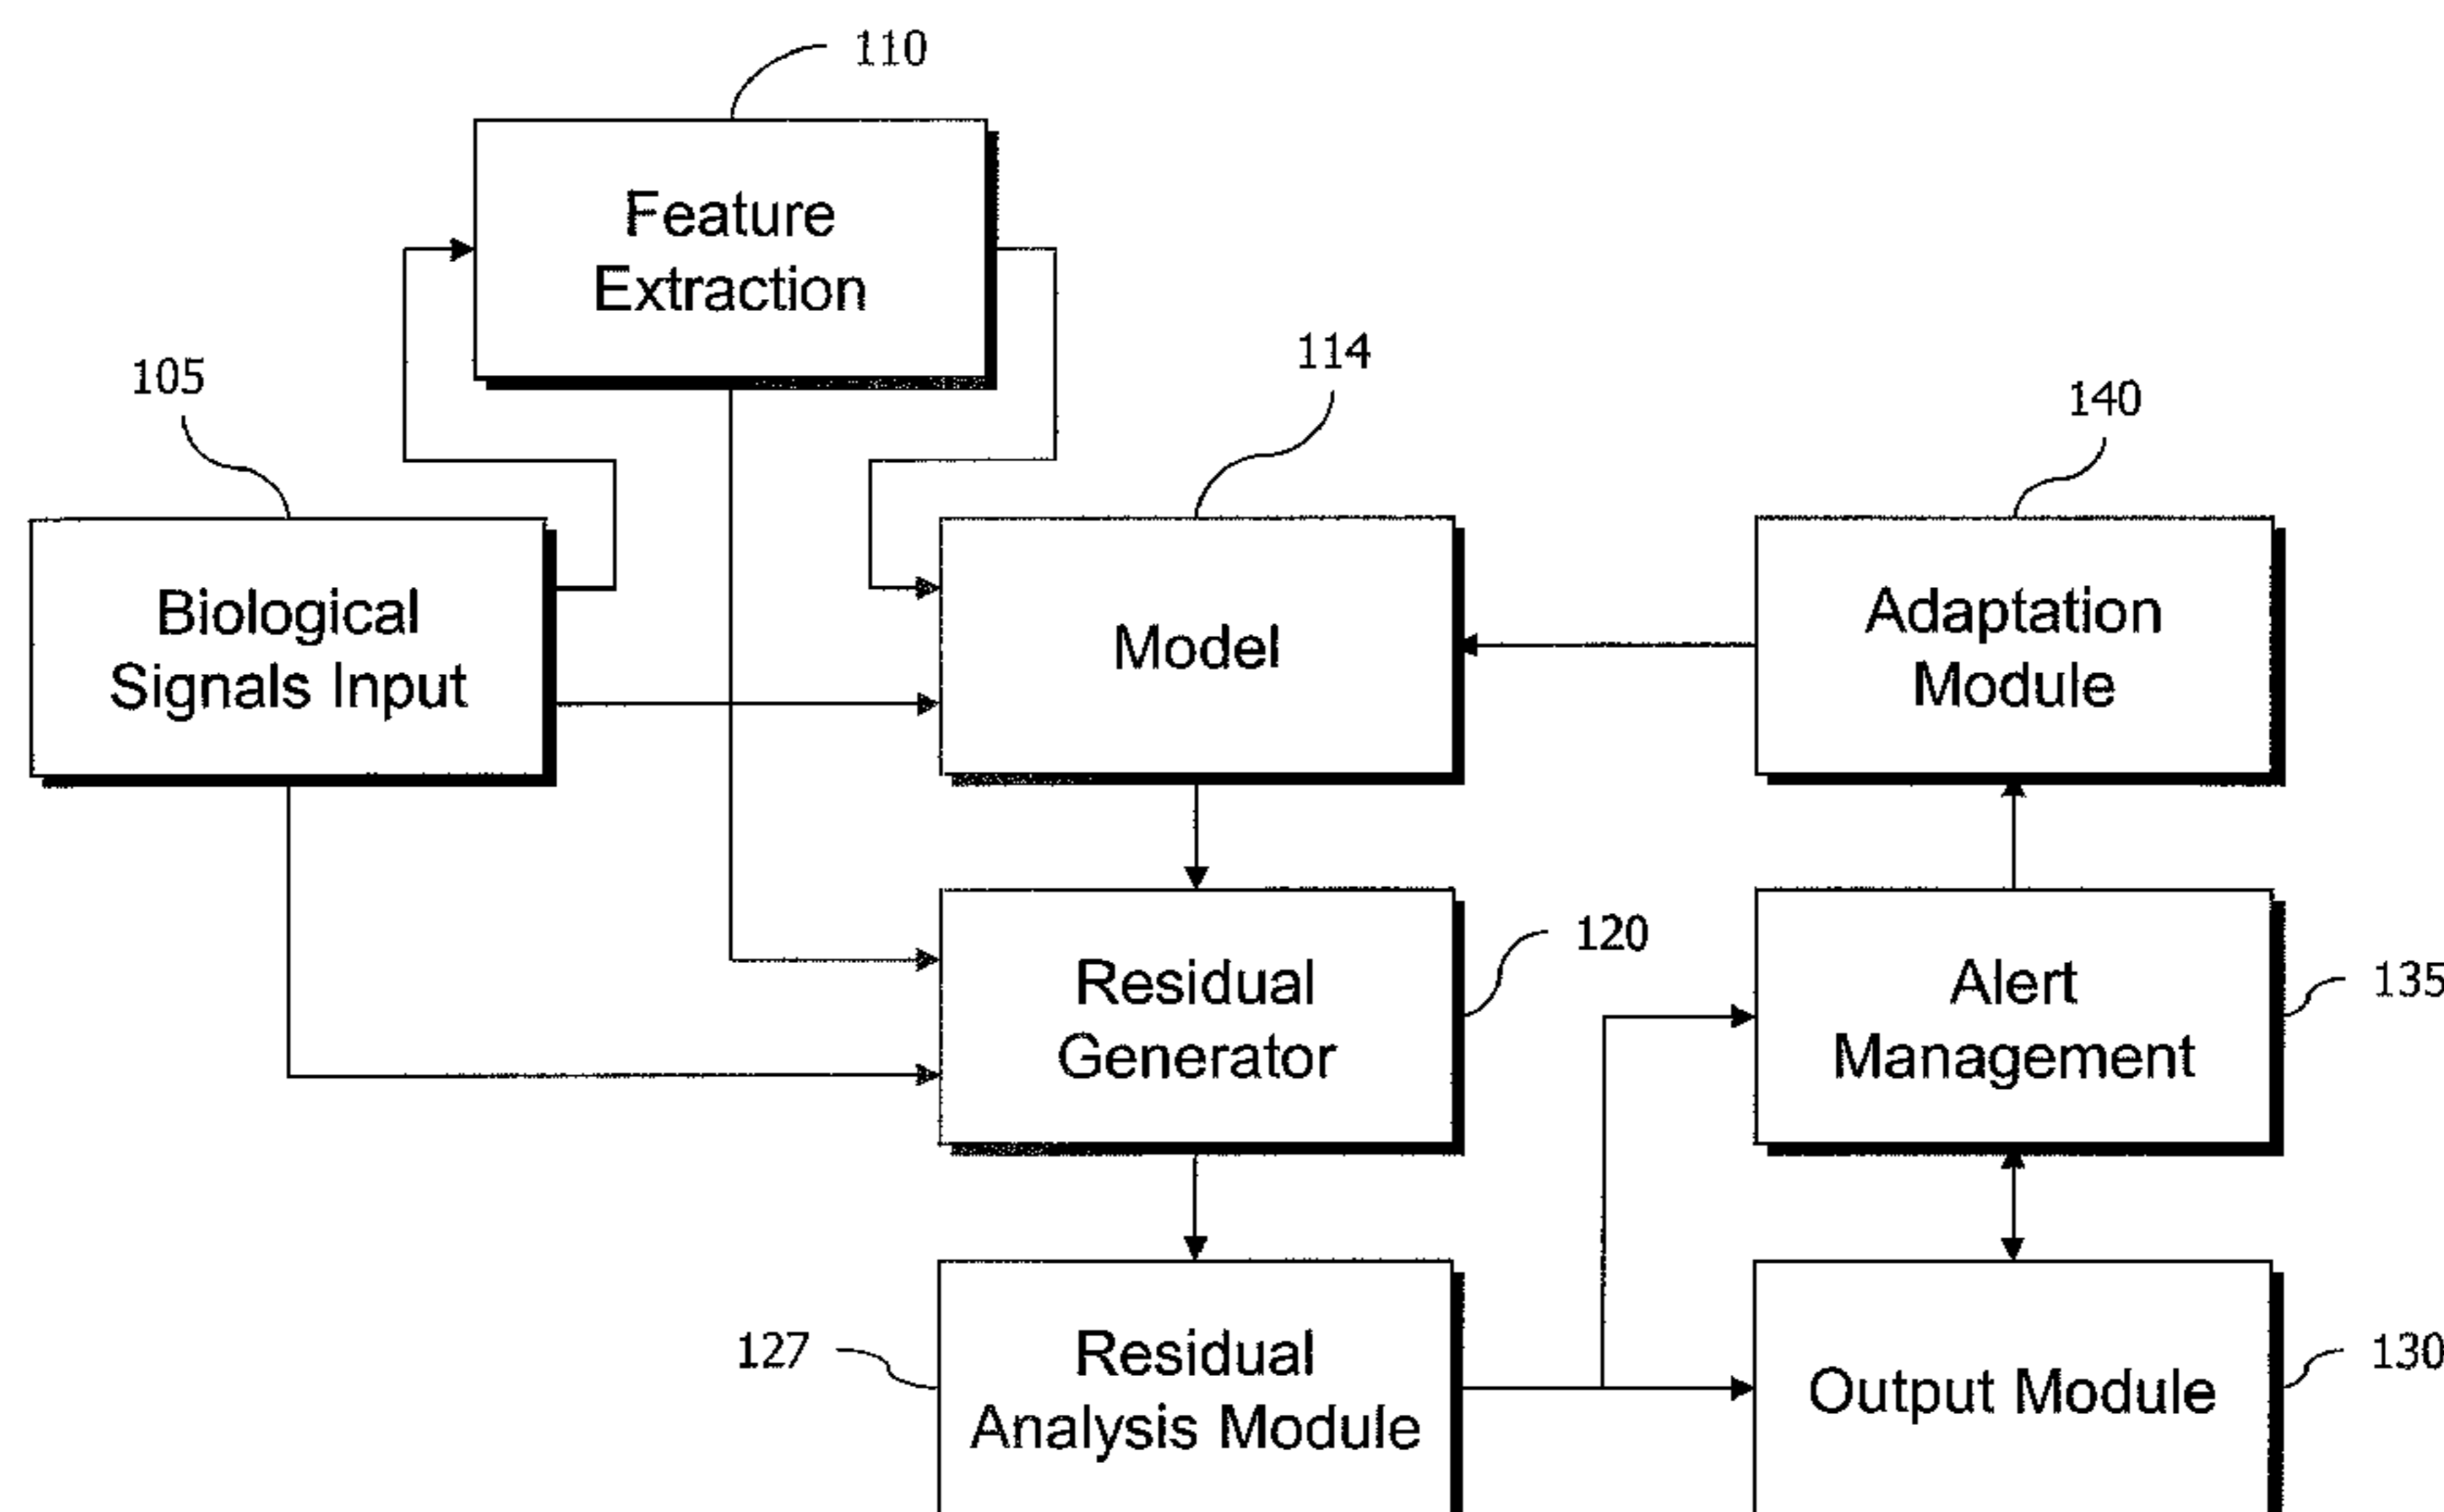 110
Feature
Extraction
105
114
140
Biological
Signals Input
Model
Adaptation
Module
Residual
Generator
120
Alert
Management
135
127
Residual
Analysis Module
Output Module
130